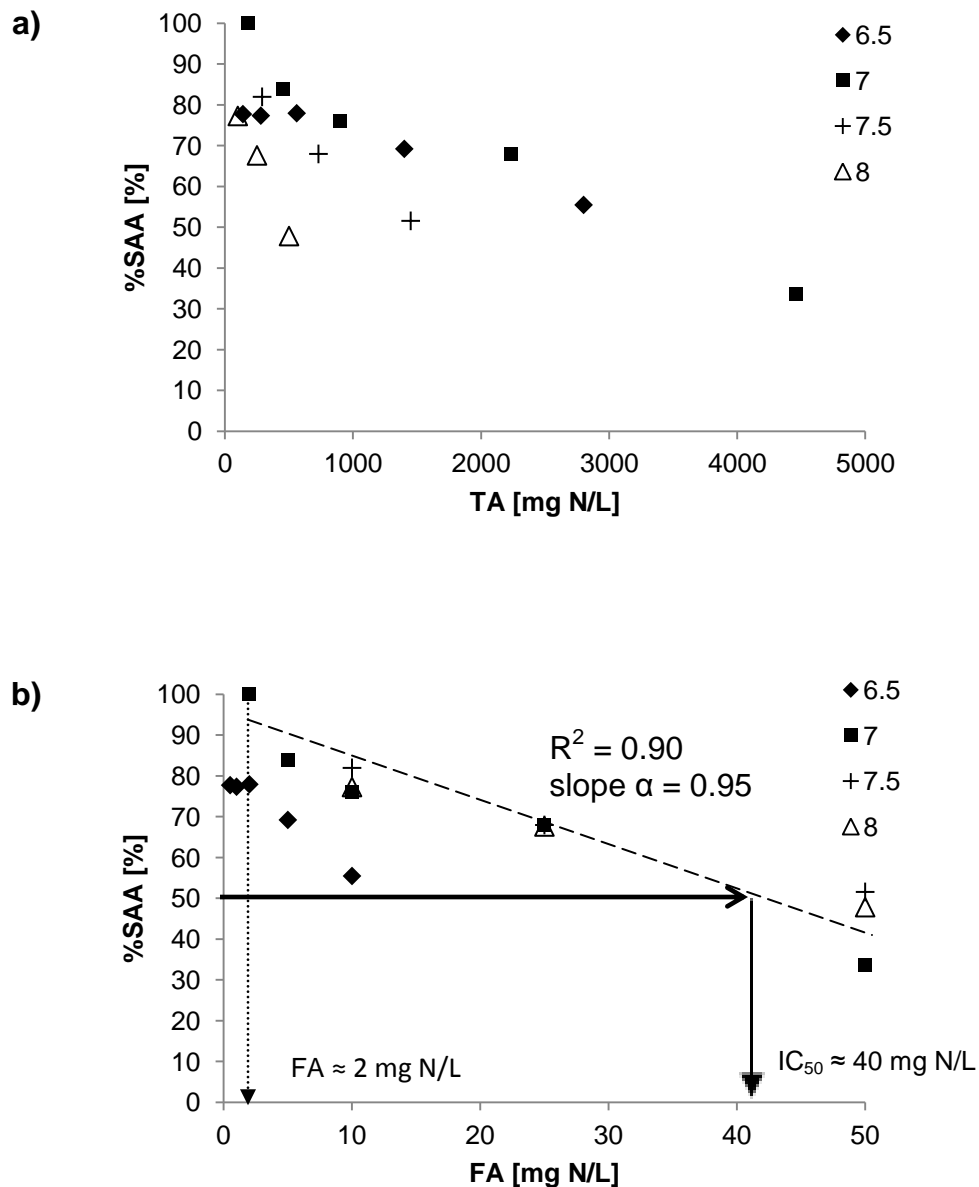 a)
100
90
80
70
60
50
40
30
20
10
0
%SAA [%]
0 1000 2000 3000 4000 5000
TA [mg N/L]
6.5
7
7.5
8
b)
100
90
80
70
60
50
40
30
20
10
0
%SAA [%]
R² = 0.90
slope α = 0.95
FA ≈ 2 mg N/L
IC₅₀ ≈ 40 mg N/L
0 10 20 30 40 50
FA [mg N/L]
6.5
7
7.5
8